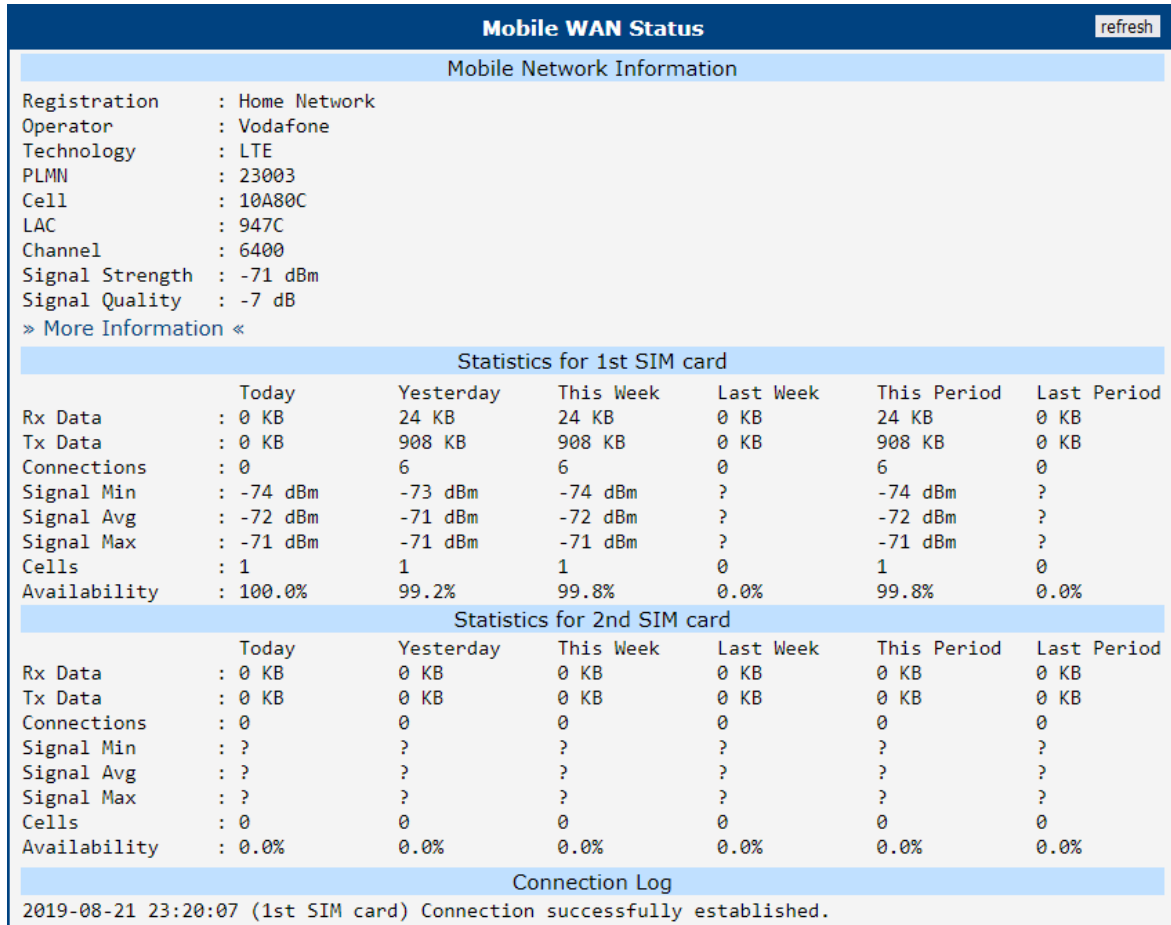 Mobile WAN Status refresh
Mobile Network Information
Registration : Home Network
Operator : Vodafone
Technology : LTE
PLMN : 23003
Cell : 10A80C
LAC : 947C
Channel : 6400
Signal Strength : -71 dBm
Signal Quality : -7 dB
» More Information «
Statistics for 1st SIM card
Today Yesterday This Week Last Week This Period Last Period
Rx Data : 0 KB 24 KB 24 KB 0 KB 24 KB 0 KB
Tx Data : 0 KB 908 KB 908 KB 0 KB 908 KB 0 KB
Connections : 0 6 6 0 6 0
Signal Min : -74 dBm -73 dBm -74 dBm ? -74 dBm ?
Signal Avg : -72 dBm -71 dBm -72 dBm ? -72 dBm ?
Signal Max : -71 dBm -71 dBm -71 dBm ? -71 dBm ?
Cells : 1 1 1 0 1 0
Availability : 100.0% 99.2% 99.8% 0.0% 99.8% 0.0%
Statistics for 2nd SIM card
Today Yesterday This Week Last Week This Period Last Period
Rx Data : 0 KB 0 KB 0 KB 0 KB 0 KB 0 KB
Tx Data : 0 KB 0 KB 0 KB 0 KB 0 KB 0 KB
Connections : 0 0 0 0 0 0
Signal Min : ? ? ? ? ? ?
Signal Avg : ? ? ? ? ? ?
Signal Max : ? ? ? ? ? ?
Cells : 0 0 0 0 0 0
Availability : 0.0% 0.0% 0.0% 0.0% 0.0% 0.0%
Connection Log
2019-08-21 23:20:07 (1st SIM card) Connection successfully established.